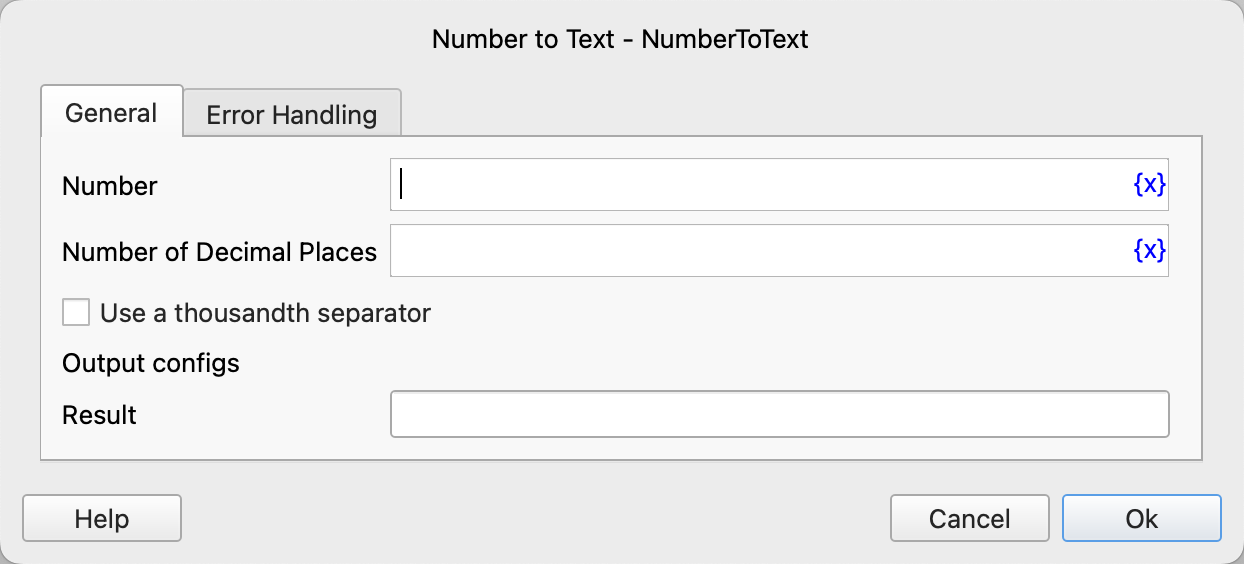 Number to Text - NumberToText
General
Error Handling
Number
{x}
Number of Decimal Places
{x}
Use a thousandth separator
Output configs
Result
Help
Cancel
Ok